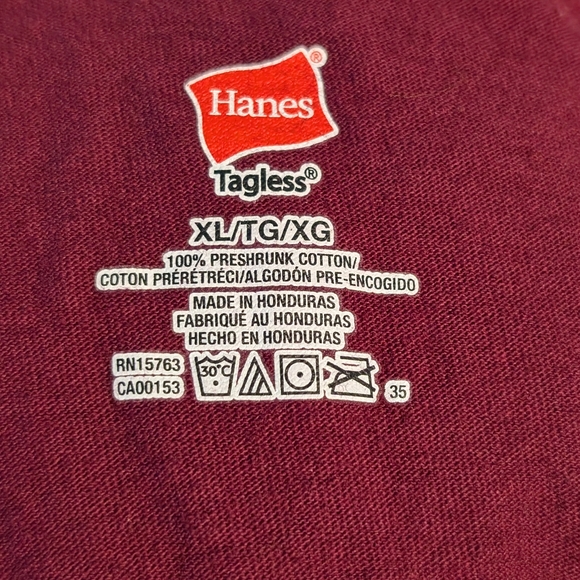 Hanes®
Tagless®
XL/TG/XG
100% PRESHRUNK COTTON/
COTON PRÉRÉTRÉCI/ALGODÓN PRE-ENCOGIDO
MADE IN HONDURAS
FABRIQUÉ AU HONDURAS
HECHO EN HONDURAS
RN15763
CA00153
30°C
35